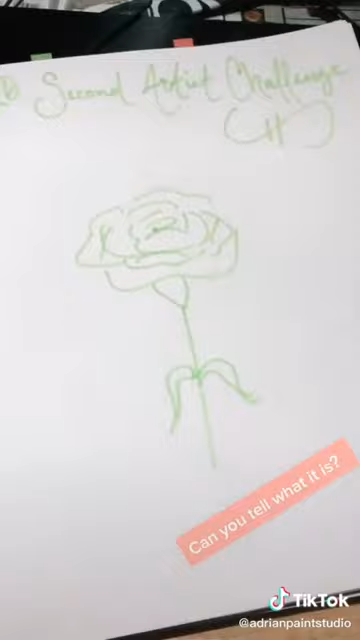 Second Artist Challenge
Can you tell what it is?
TikTok
@adrianpaintstudio